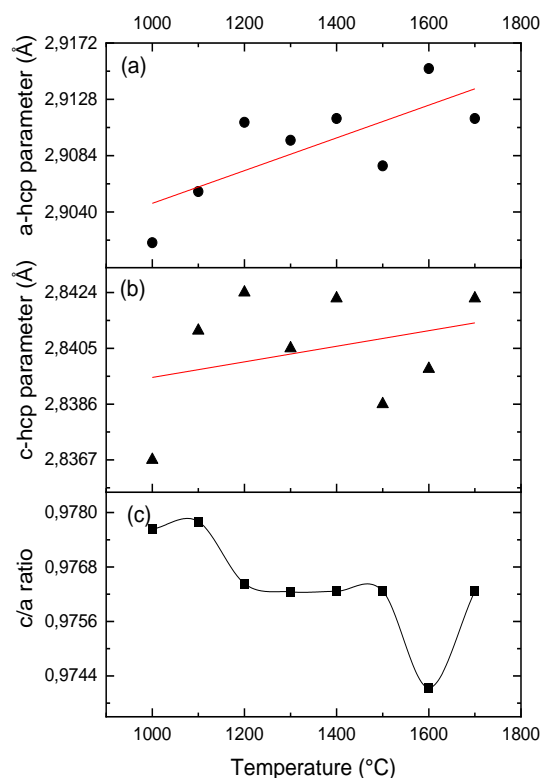 1000 1200 1400 1600 1800
2,9172
2,9128
2,9084
2,9040
a-hcp parameter (Å)
(a)
2,8424
2,8405
2,8386
2,8367
c-hcp parameter (Å)
(b)
0,9780
0,9768
0,9756
0,9744
c/a ratio
(c)
1000 1200 1400 1600 1800
Temperature (°C)